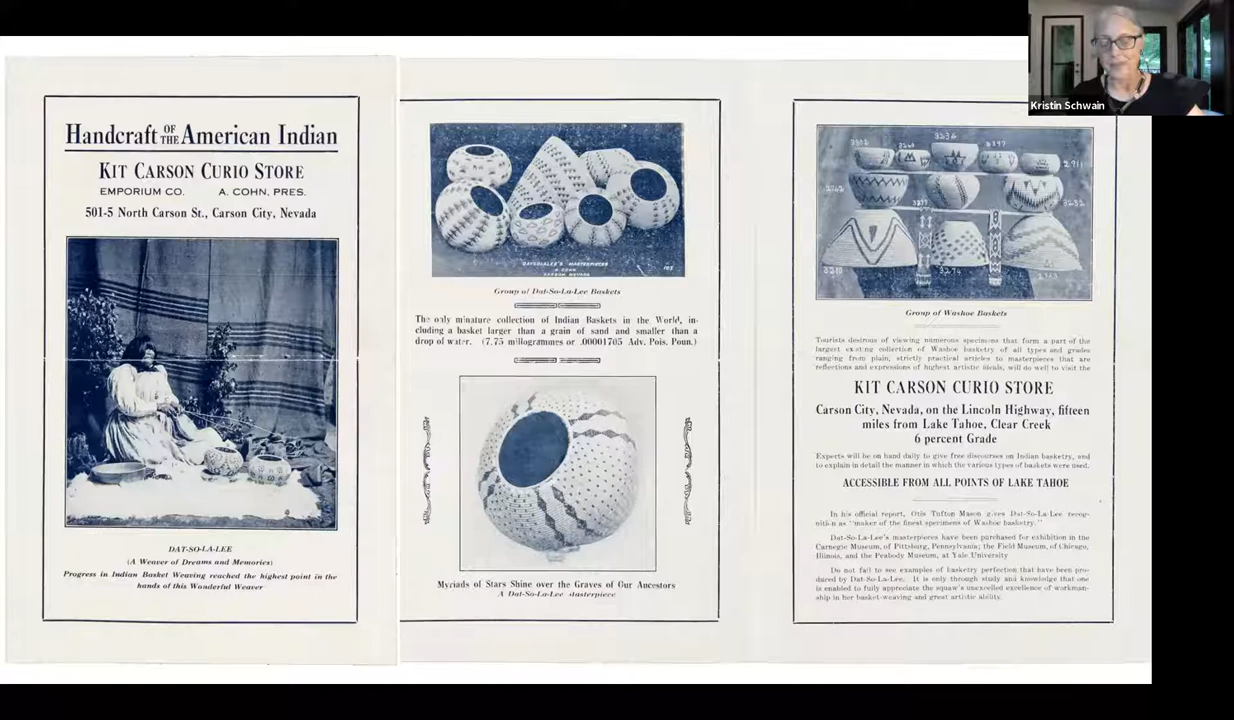 Kristin Schwain
Handcraft OF THE American Indian
KIT CARSON CURIO STORE
EMPORIUM CO. A. COHN, PRES.
501-5 North Carson St., Carson City, Nevada
DAT-SO-LA-LEE
(A Weaver of Dreams and Memories)
Progress in Indian Basket Weaving reached the highest point in the
hands of this Wonderful Weaver
DATSOLALEE'S MASTERPIECES
A. COHN
CARSON NEVADA
105
Group of Dat-So-La-Lee Baskets
The only minature collection of Indian Baskets in the World, in-
cluding a basket larger than a grain of sand and smaller than a
drop of water. (7.75 millogrammes or .00001705 Adv. Pois. Poun.)
Myriads of Stars Shine over the Graves of Our Ancestors
A Dat-So-La-Lee Masterpiece
3236
3274
Group of Washoe Baskets
Tourists desirous of viewing numerous specimens that form a part of the
largest existing collection of Washoe basketry of all types and grades
ranging from plain, strictly practical articles to masterpieces that are
reflections and expressions of highest artistic ideals, will do well to visit the
KIT CARSON CURIO STORE
Carson City, Nevada, on the Lincoln Highway, fifteen
miles from Lake Tahoe, Clear Creek
6 percent Grade
Experts will be on hand daily to give free discourses on Indian basketry, and
to explain in detail the manner in which the various types of baskets were used.
ACCESSIBLE FROM ALL POINTS OF LAKE TAHOE
In his official report, Otis Tufton Mason gives Dat-So-La-Lee recog-
nition as "maker of the finest specimens of Washoe basketry."
Dat-So-La-Lee's masterpieces have been purchased for exhibition in the
Carnegie Museum, of Pittsburg, Pennsylvania; the Field Museum, of Chicago,
Illinois, and the Peabody Museum, at Yale University
Do not fail to see examples of basketry perfection that have been pro-
duced by Dat-So-La-Lee. It is only through study and knowledge that one
is enabled to fully appreciate the squaw's unexcelled excellence of workman-
ship in her basket-weaving and great artistic ability.